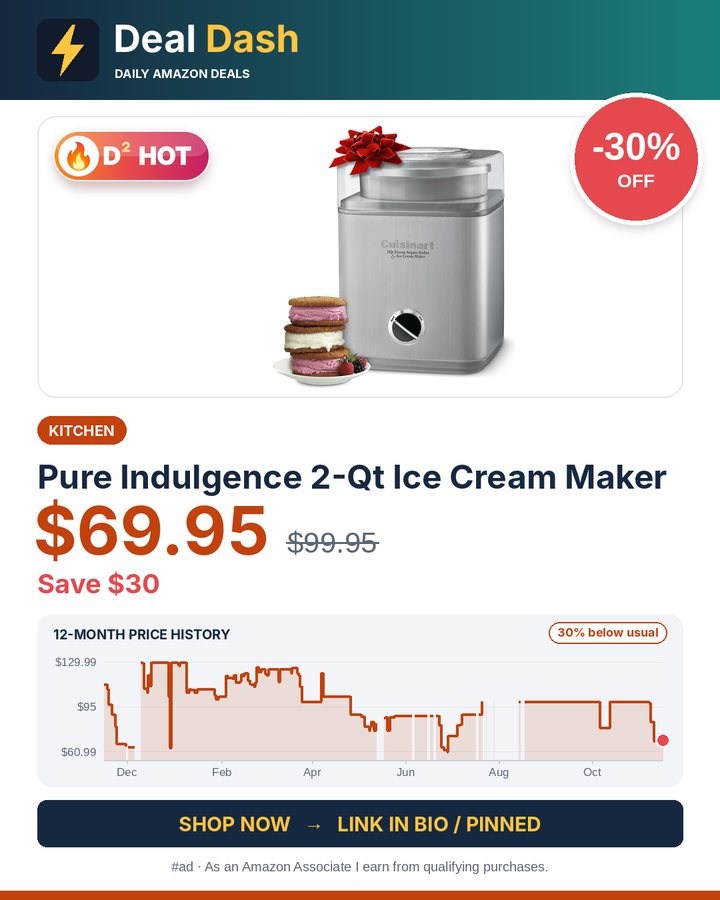 Deal Dash
DAILY AMAZON DEALS
D² HOT
-30%
OFF
Cuisinart
KITCHEN
Pure Indulgence 2-Qt Ice Cream Maker
$69.95 $99.95
Save $30
12-MONTH PRICE HISTORY
30% below usual
$129.99
$95
$60.99
Dec Feb Apr Jun Aug Oct
SHOP NOW → LINK IN BIO / PINNED
#ad · As an Amazon Associate I earn from qualifying purchases.